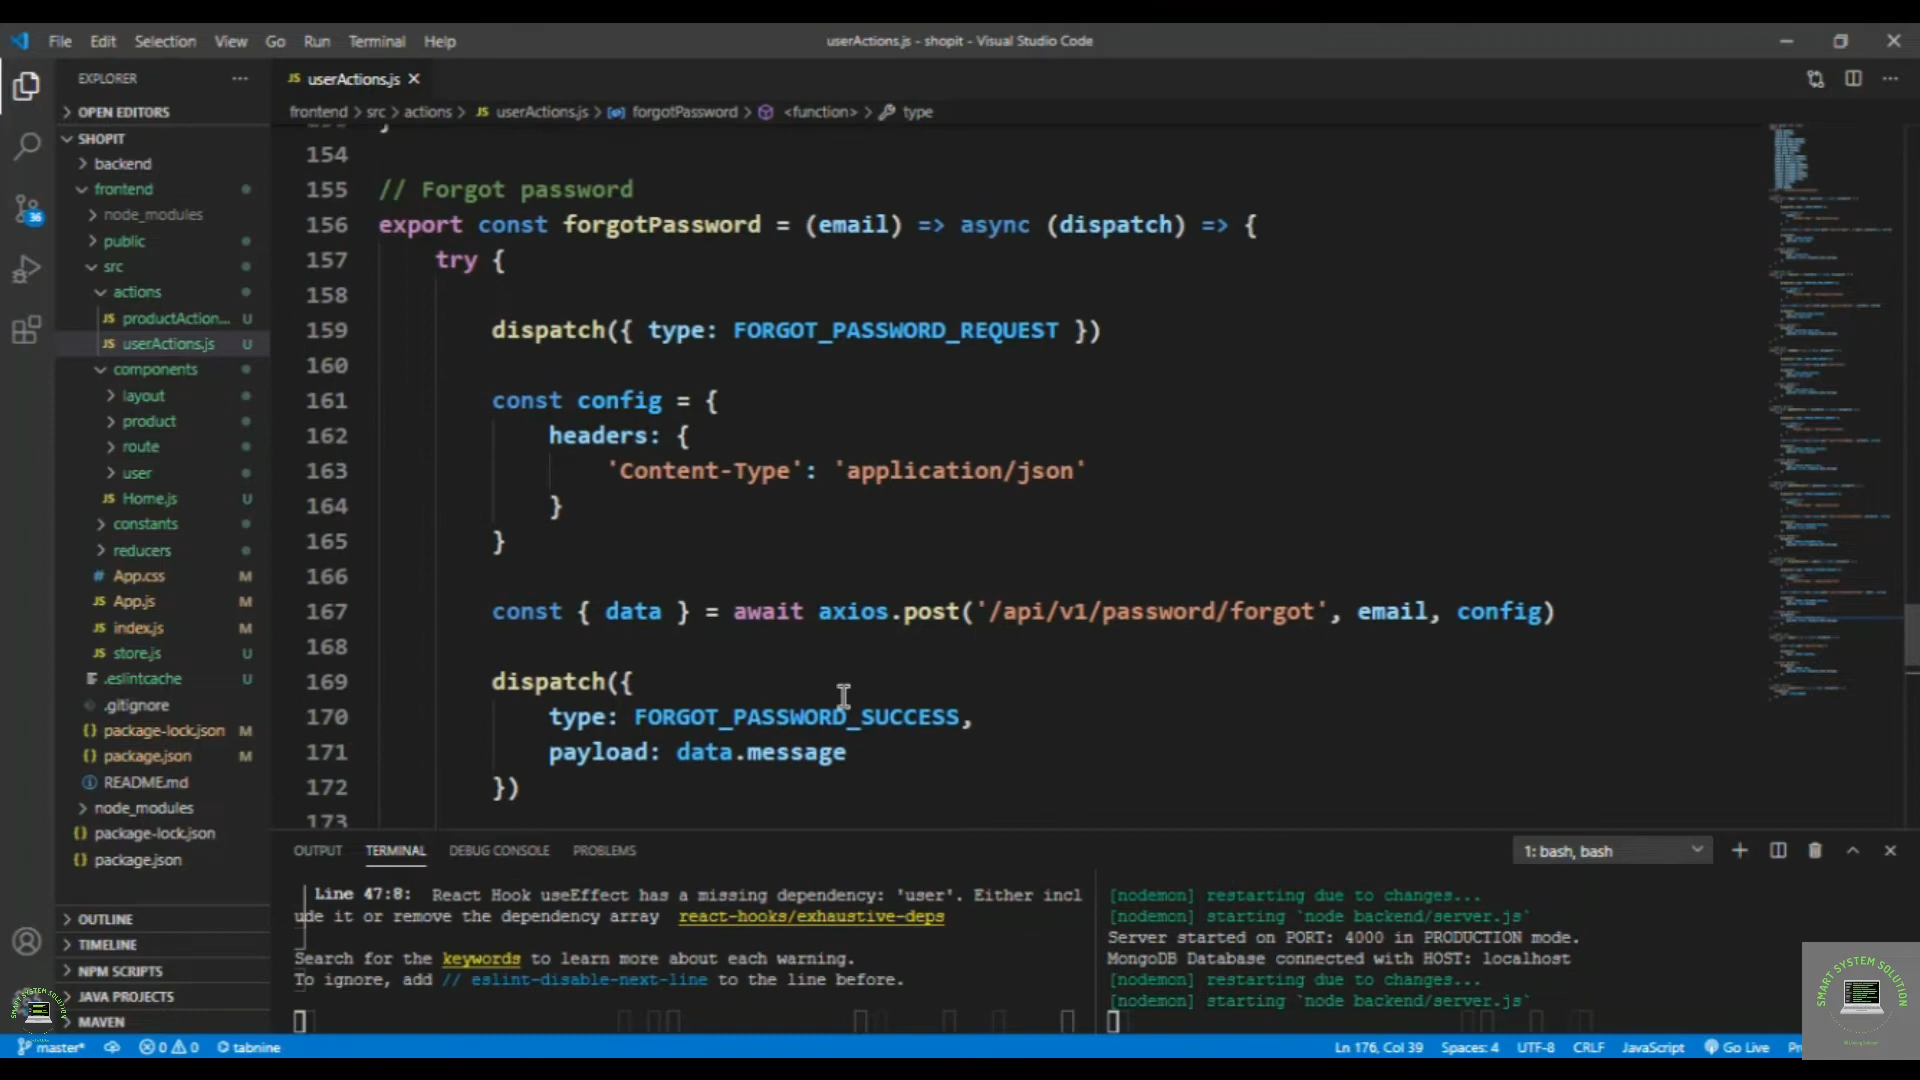 File Edit Selection View Go Run Terminal Help
userActions.js - shopit - Visual Studio Code
EXPLORER
OPEN EDITORS
SHOPIT
backend
frontend
node_modules
public
src
actions
productAction... U
userActions.js U
components
layout
product
route
user
Home.js U
constants
reducers
App.css M
App.js M
index.js M
store.js U
.eslintcache U
.gitignore
package-lock.json M
package.json M
README.md
node_modules
package-lock.json
package.json
OUTLINE
TIMELINE
NPM SCRIPTS
JAVA PROJECTS
MAVEN
36
JS userActions.js
frontend > src > actions > JS userActions.js > forgotPassword > <function> > type
154
155 // Forgot password
156 export const forgotPassword = (email) => async (dispatch) => {
157 try {
158
159 dispatch({ type: FORGOT_PASSWORD_REQUEST })
160
161 const config = {
162 headers: {
163 'Content-Type': 'application/json'
164 }
165 }
166
167 const { data } = await axios.post('/api/v1/password/forgot', email, config)
168
169 dispatch({
170 type: FORGOT_PASSWORD_SUCCESS,
171 payload: data.message
172 })
173
OUTPUT TERMINAL DEBUG CONSOLE PROBLEMS
1: bash, bash
Line 47:8: React Hook useEffect has a missing dependency: 'user'. Either incl
ude it or remove the dependency array react-hooks/exhaustive-deps
Search for the keywords to learn more about each warning.
To ignore, add // eslint-disable-next-line to the line before.
[nodemon] restarting due to changes...
[nodemon] starting `node backend/server.js`
Server started on PORT: 4000 in PRODUCTION mode.
MongoDB Database connected with HOST: localhost
[nodemon] restarting due to changes...
[nodemon] starting `node backend/server.js`
SMART SYSTEM SOLUTION
master* 0 0 tabnine
Ln 176, Col 39 Spaces: 4 UTF-8 CRLF JavaScript Go Live